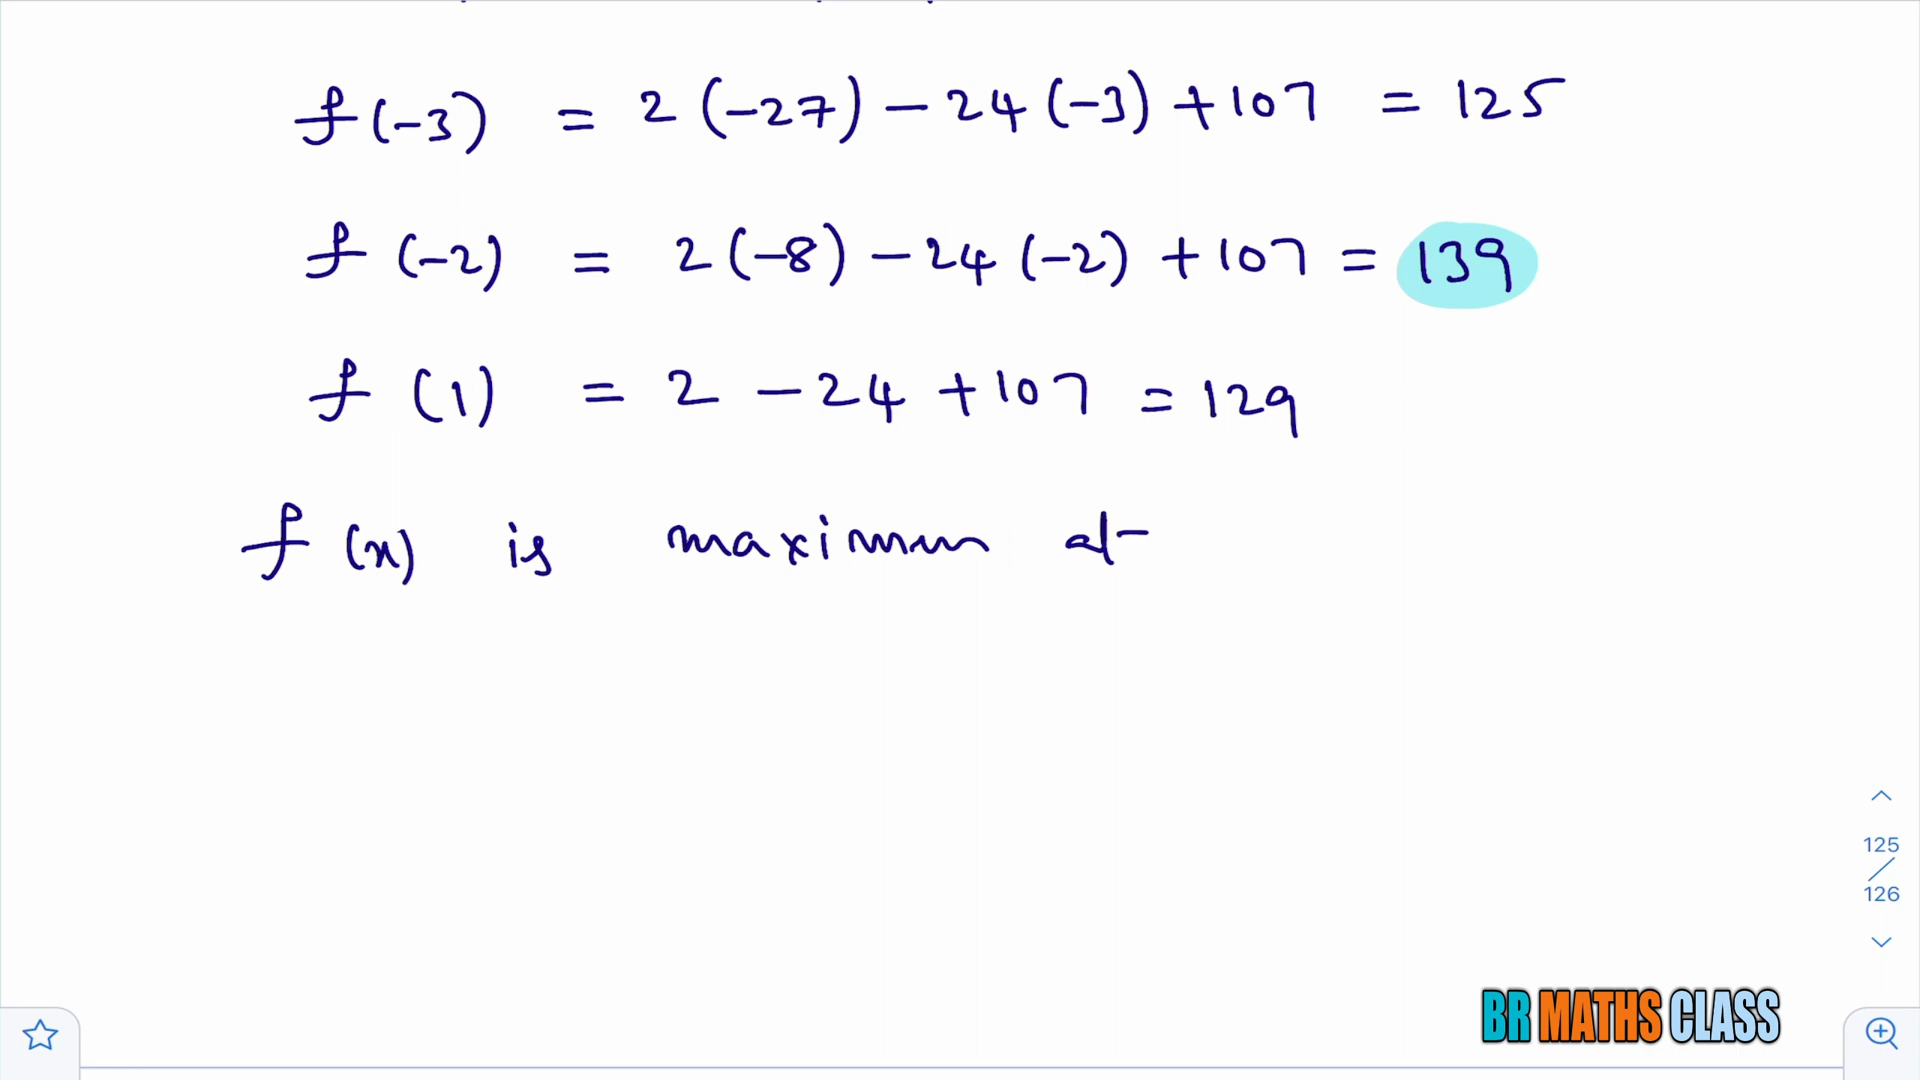 f(-3) = 2(-27) - 24(-3) + 107 = 125
f(-2) = 2(-8) - 24(-2) + 107 = 139
f(1) = 2 - 24 + 107 = 129
f(x) is maximum at
125
126
BR MATHS CLASS